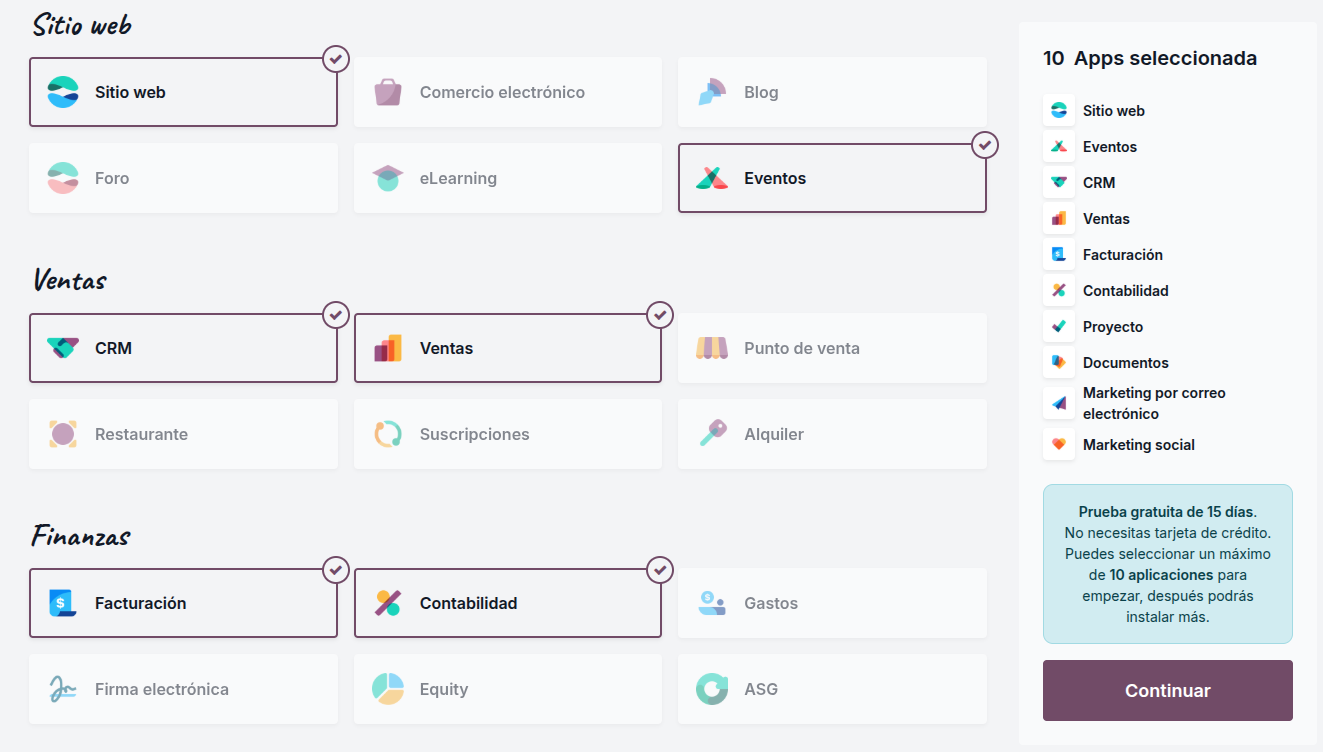 Sitio web
Sitio web
Comercio electrónico
Blog
Foro
eLearning
Eventos
Ventas
CRM
Ventas
Punto de venta
Restaurante
Suscripciones
Alquiler
Finanzas
Facturación
Contabilidad
Gastos
Firma electrónica
Equity
ASG
10 Apps seleccionada
Sitio web
Eventos
CRM
Ventas
Facturación
Contabilidad
Proyecto
Documentos
Marketing por correo
electrónico
Marketing social
Prueba gratuita de 15 días.
No necesitas tarjeta de crédito.
Puedes seleccionar un máximo
de 10 aplicaciones para
empezar, después podrás
instalar más.
Continuar